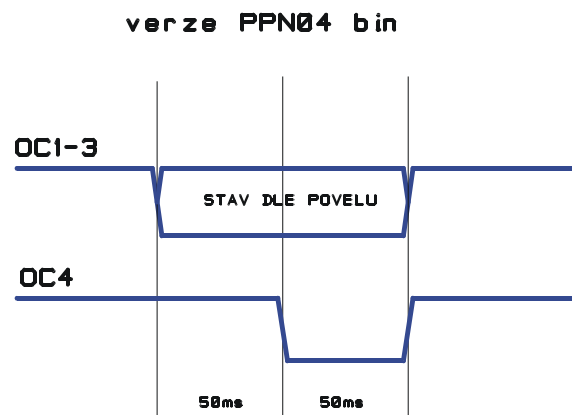 verze PPN04 bin
OC1-3
STAV DLE POVELU
OC4
50ms 50ms